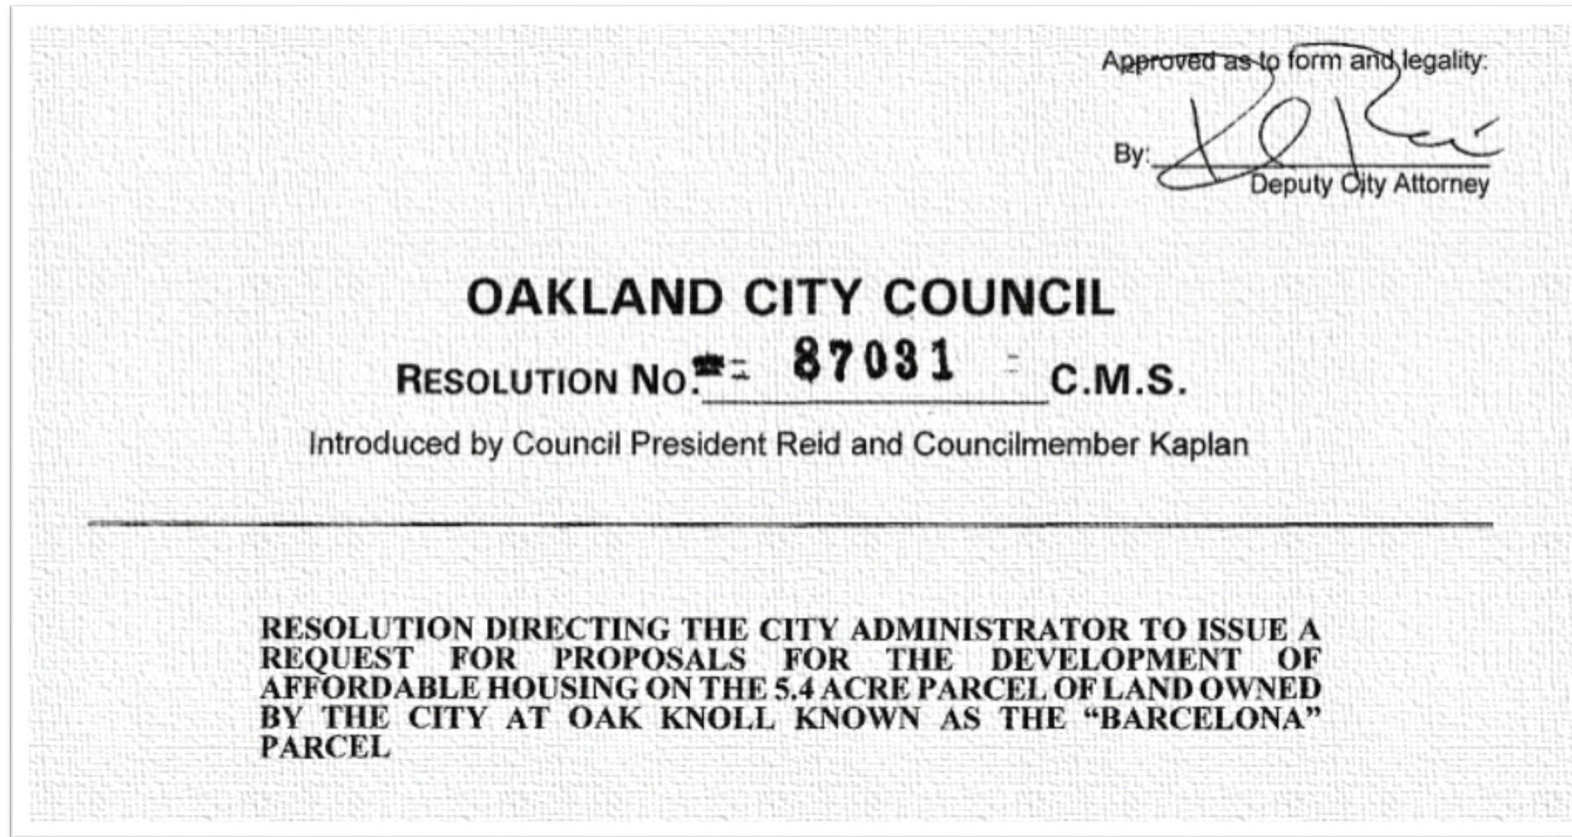 Approved as to form and legality:
By:
Deputy City Attorney
OAKLAND CITY COUNCIL
RESOLUTION NO. 87031 C.M.S.
Introduced by Council President Reid and Councilmember Kaplan
RESOLUTION DIRECTING THE CITY ADMINISTRATOR TO ISSUE A
REQUEST FOR PROPOSALS FOR THE DEVELOPMENT OF
AFFORDABLE HOUSING ON THE 5.4 ACRE PARCEL OF LAND OWNED
BY THE CITY AT OAK KNOLL KNOWN AS THE “BARCELONA”
PARCEL